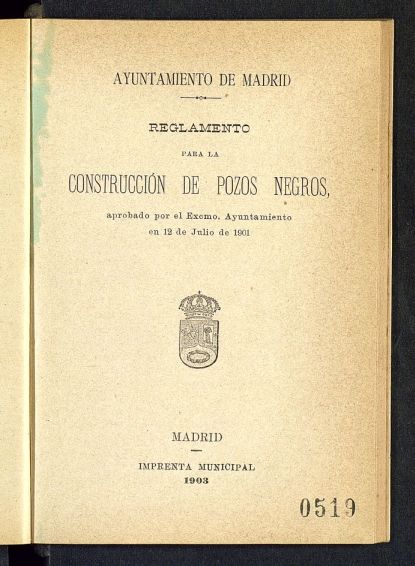 AYUNTAMIENTO DE MADRID
REGLAMENTO
PARA LA
CONSTRUCCIÓN DE POZOS NEGROS,
aprobado por el Excmo. Ayuntamiento
en 12 de Julio de 1901
MADRID
IMPRENTA MUNICIPAL
1903
0519